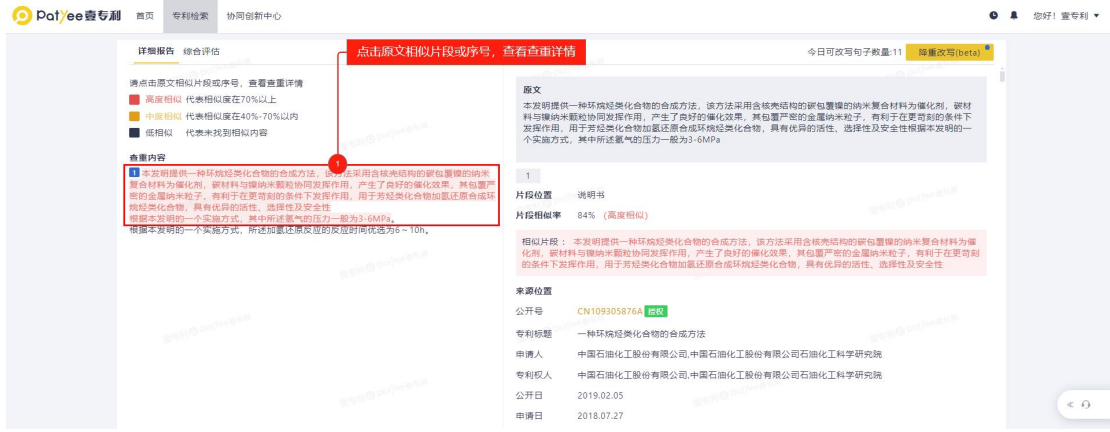 Patyee壹专利 首页 专利检索 协同创新中心 您好！壹专利
详细报告 综合评估
点击原文相似片段或序号，查看查重详情
今日可改写句子数量:11 降重改写(beta)
请点击原文相似片段或序号，查看查重详情
高度相似 代表相似度在70%以上
中度相似 代表相似度在40%-70%以内
低相似 代表未找到相似内容
查重内容
1
1 本发明提供一种环烷烃类化合物的合成方法，该方法采用含核壳结构的碳包覆镍的纳米
复合材料为催化剂，碳材料与镍纳米颗粒协同发挥作用，产生了良好的催化效果，其包覆严
密的金属纳米粒子，有利于在更苛刻的条件下发挥作用，用于芳烃类化合物加氢还原合成环
烷烃类化合物，具有优异的活性、选择性及安全性
根据本发明的一个实施方式，其中所述氢气的压力一般为3-6MPa。
根据本发明的一个实施方式，所述加氢还原反应的反应时间优选为6～10h。
原文
本发明提供一种环烷烃类化合物的合成方法，该方法采用含核壳结构的碳包覆镍的纳米复合材料为催化剂，碳材
料与镍纳米颗粒协同发挥作用，产生了良好的催化效果，其包覆严密的金属纳米粒子，有利于在更苛刻的条件下
发挥作用，用于芳烃类化合物加氢还原合成环烷烃类化合物，具有优异的活性、选择性及安全性根据本发明的一
个实施方式，其中所述氢气的压力一般为3-6MPa
1
片段位置 说明书
片段相似率 84% (高度相似)
相似片段： 本发明提供一种环烷烃类化合物的合成方法，该方法采用含核壳结构的碳包覆镍的纳米复合材料为催
化剂，碳材料与镍纳米颗粒协同发挥作用，产生了良好的催化效果，其包覆严密的金属纳米粒子，有利于在更苛刻
的条件下发挥作用，用于芳烃类化合物加氢还原合成环烷烃类化合物，具有优异的活性、选择性及安全性
来源位置
公开号 CN109305876A 授权
专利标题 一种环烷烃类化合物的合成方法
申请人 中国石油化工股份有限公司,中国石油化工股份有限公司石油化工科学研究院
专利权人 中国石油化工股份有限公司,中国石油化工股份有限公司石油化工科学研究院
公开日 2019.02.05
申请日 2018.07.27